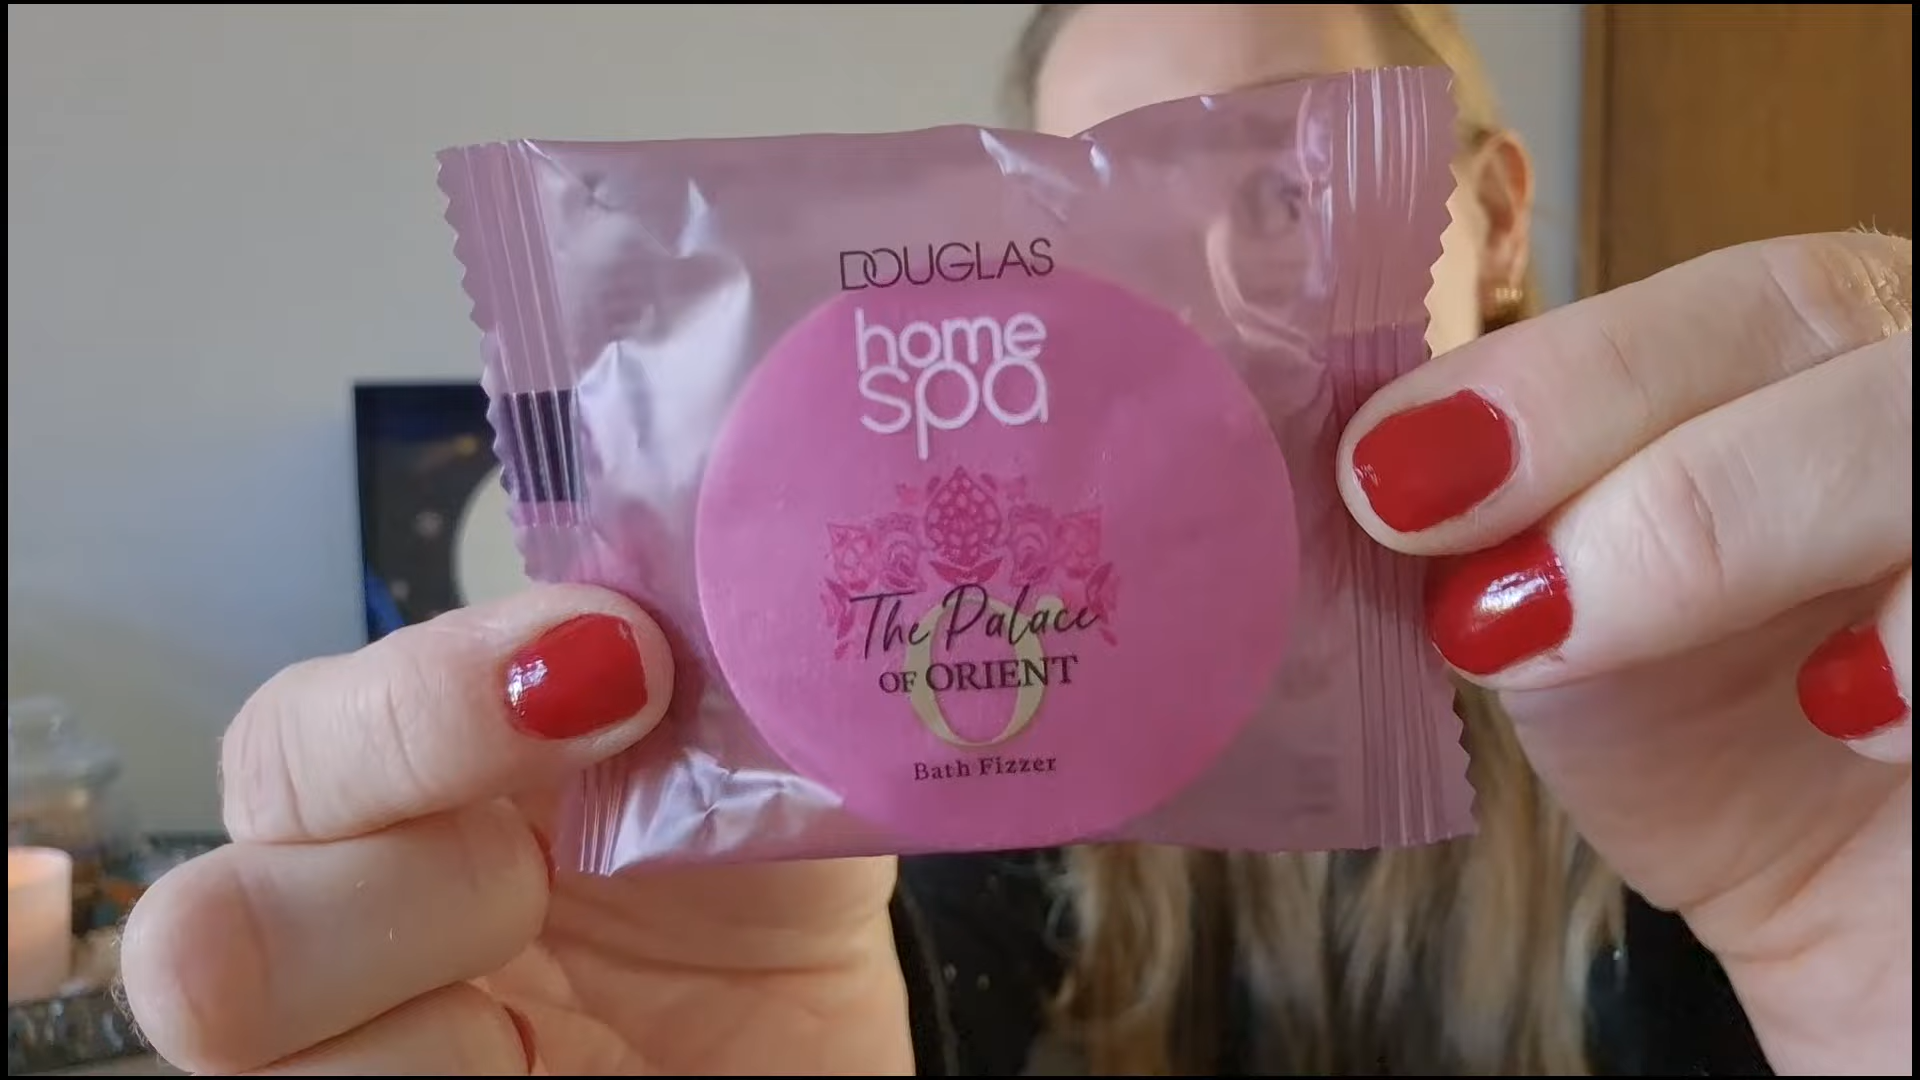 DOUGLAS
home
spa
The Palace
OF ORIENT
O
Bath Fizzer